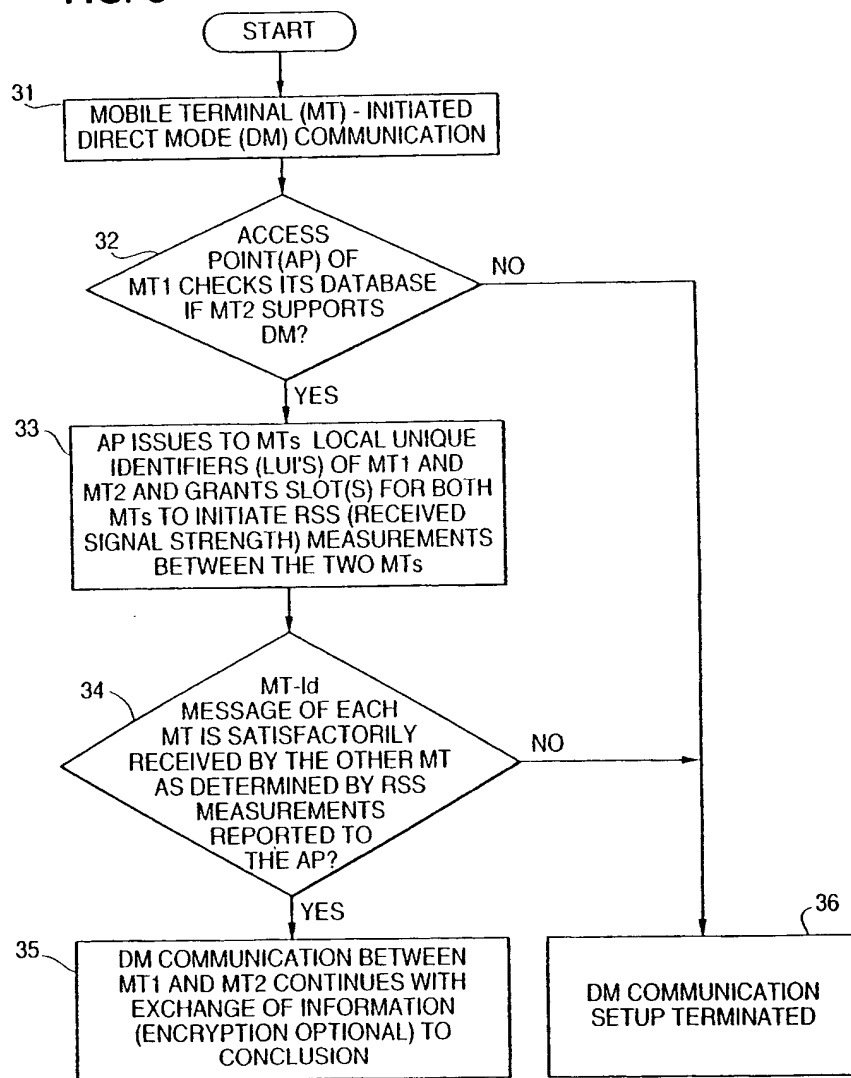 START
31
MOBILE TERMINAL (MT) - INITIATED
DIRECT MODE (DM) COMMUNICATION
32
ACCESS
POINT(AP) OF
MT1 CHECKS ITS DATABASE
IF MT2 SUPPORTS
DM?
NO
YES
33
AP ISSUES TO MTs LOCAL UNIQUE
IDENTIFIERS (LUI'S) OF MT1 AND
MT2 AND GRANTS SLOT(S) FOR BOTH
MTs TO INITIATE RSS (RECEIVED
SIGNAL STRENGTH) MEASUREMENTS
BETWEEN THE TWO MTs
34
MT-Id
MESSAGE OF EACH
MT IS SATISFACTORILY
RECEIVED BY THE OTHER MT
AS DETERMINED BY RSS
MEASUREMENTS
REPORTED TO
THE AP?
NO
YES
35
DM COMMUNICATION BETWEEN
MT1 AND MT2 CONTINUES WITH
EXCHANGE OF INFORMATION
(ENCRYPTION OPTIONAL) TO
CONCLUSION
36
DM COMMUNICATION
SETUP TERMINATED